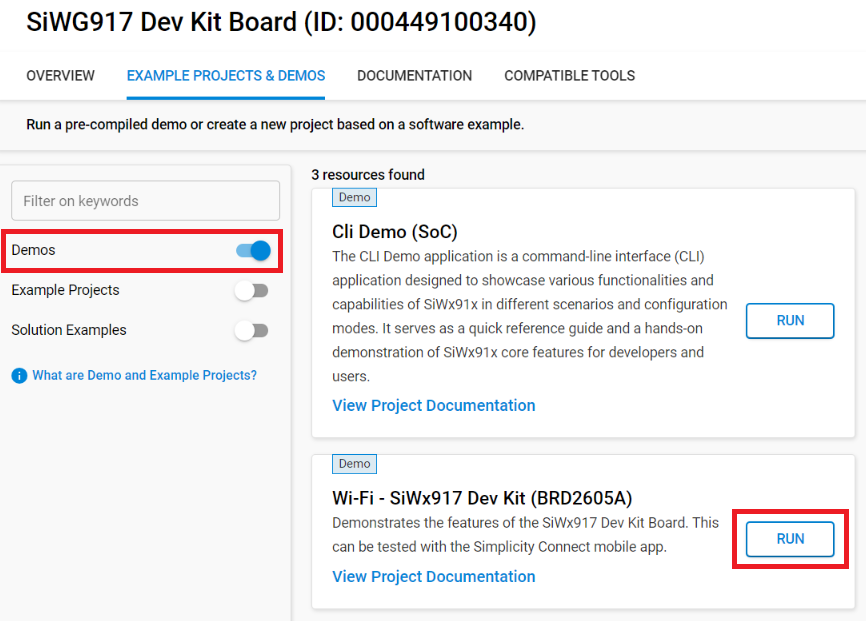 SiWG917 Dev Kit Board (ID: 000449100340)
OVERVIEW
EXAMPLE PROJECTS & DEMOS
DOCUMENTATION
COMPATIBLE TOOLS
Run a pre-compiled demo or create a new project based on a software example.
Filter on keywords
Demos
Example Projects
Solution Examples
What are Demo and Example Projects?
3 resources found
Demo
Cli Demo (SoC)
The CLI Demo application is a command-line interface (CLI)
application designed to showcase various functionalities and
capabilities of SiWx91x in different scenarios and configuration
modes. It serves as a quick reference guide and a hands-on
demonstration of SiWx91x core features for developers and
users.
View Project Documentation
RUN
Demo
Wi-Fi - SiWx917 Dev Kit (BRD2605A)
Demonstrates the features of the SiWx917 Dev Kit Board. This
can be tested with the Simplicity Connect mobile app.
View Project Documentation
RUN